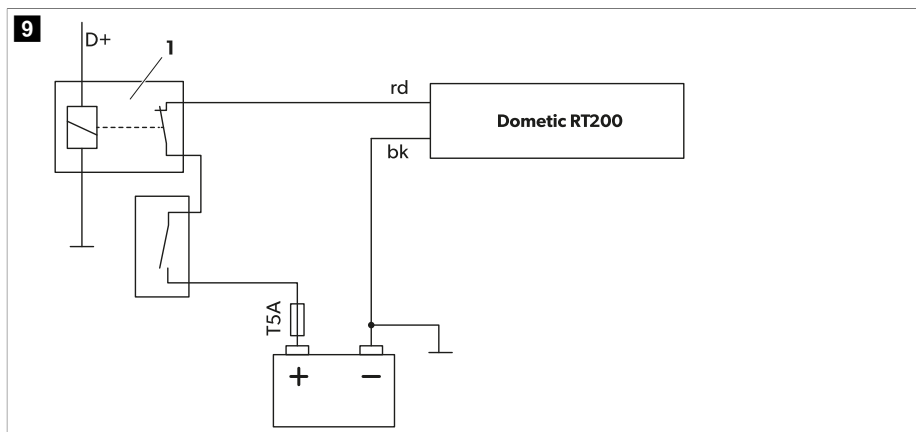 9
D+
1
rd
Dometic RT200
bk
T5A
+ −